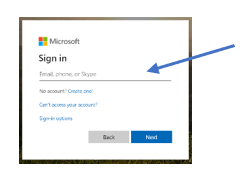 Microsoft
Sign in
Email, phone, or Skype
No account? Create one!
Can't access your account?
Sign-in options
Back
Next